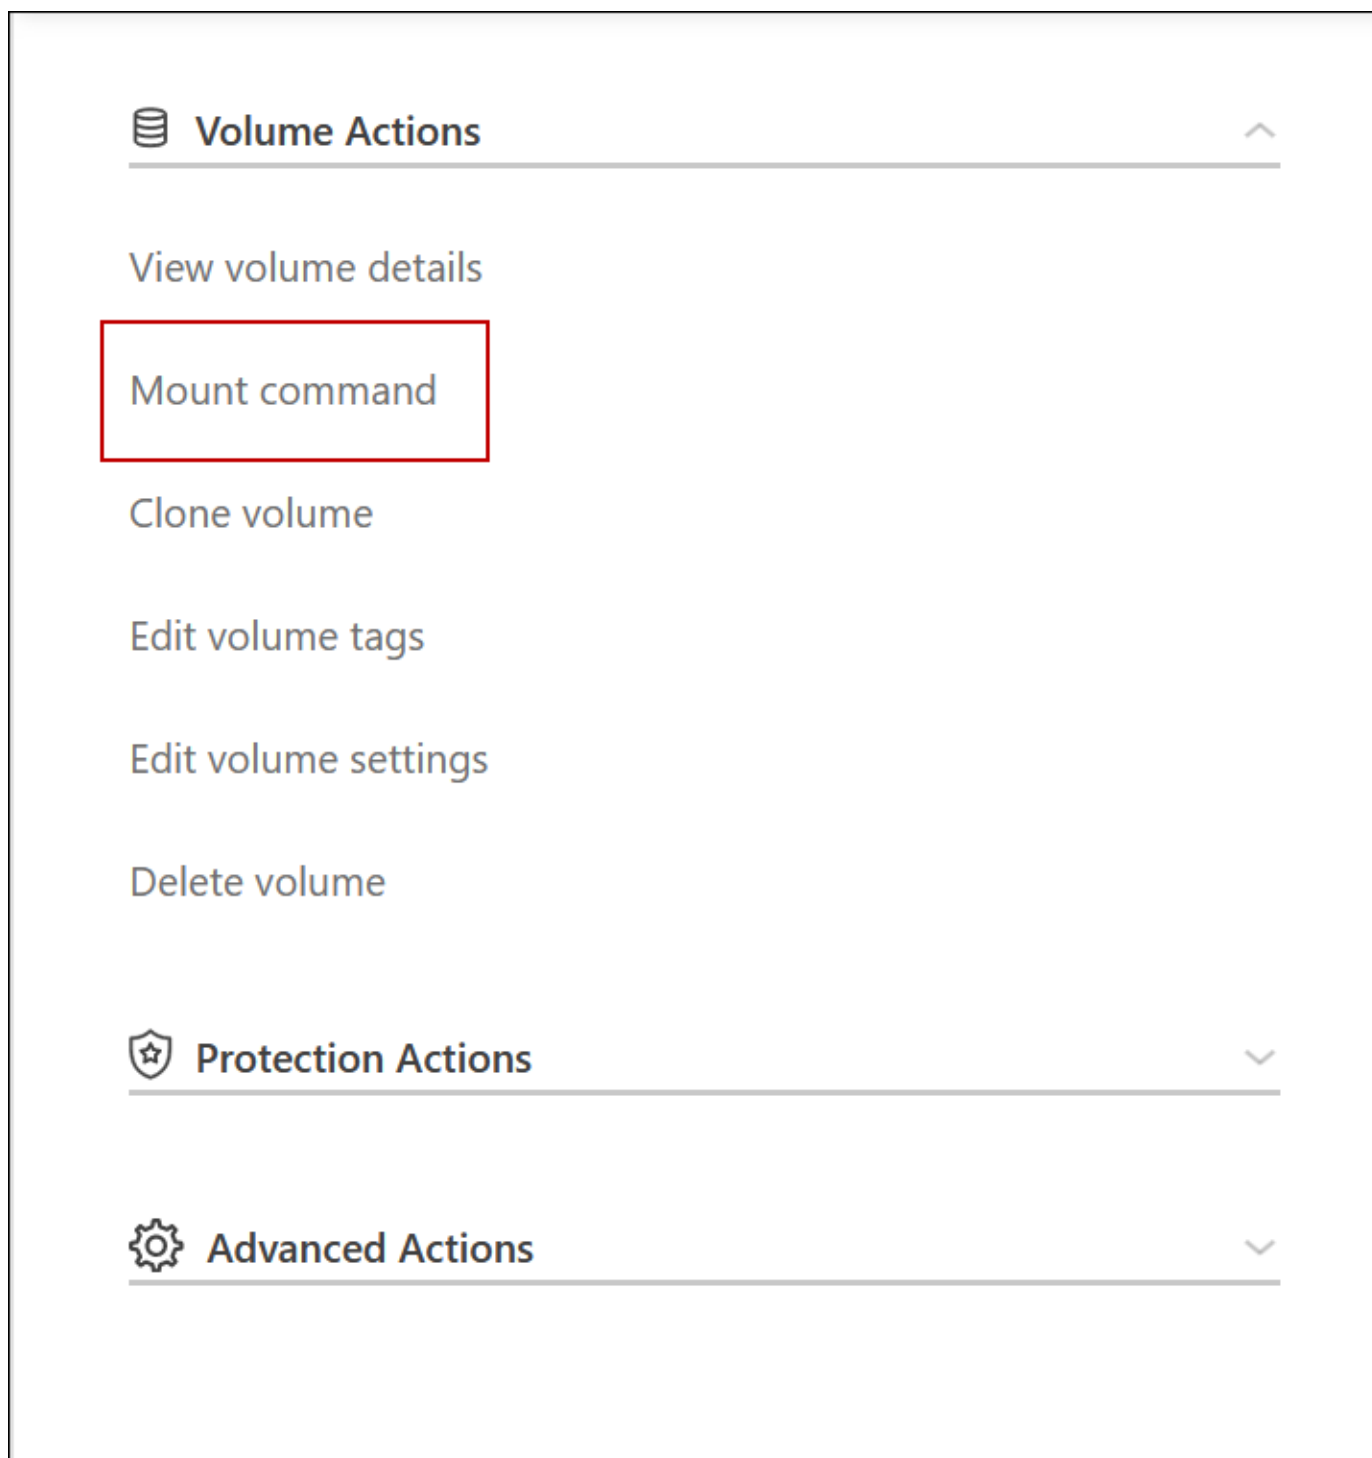 Volume Actions
View volume details
Mount command
Clone volume
Edit volume tags
Edit volume settings
Delete volume
Protection Actions
Advanced Actions